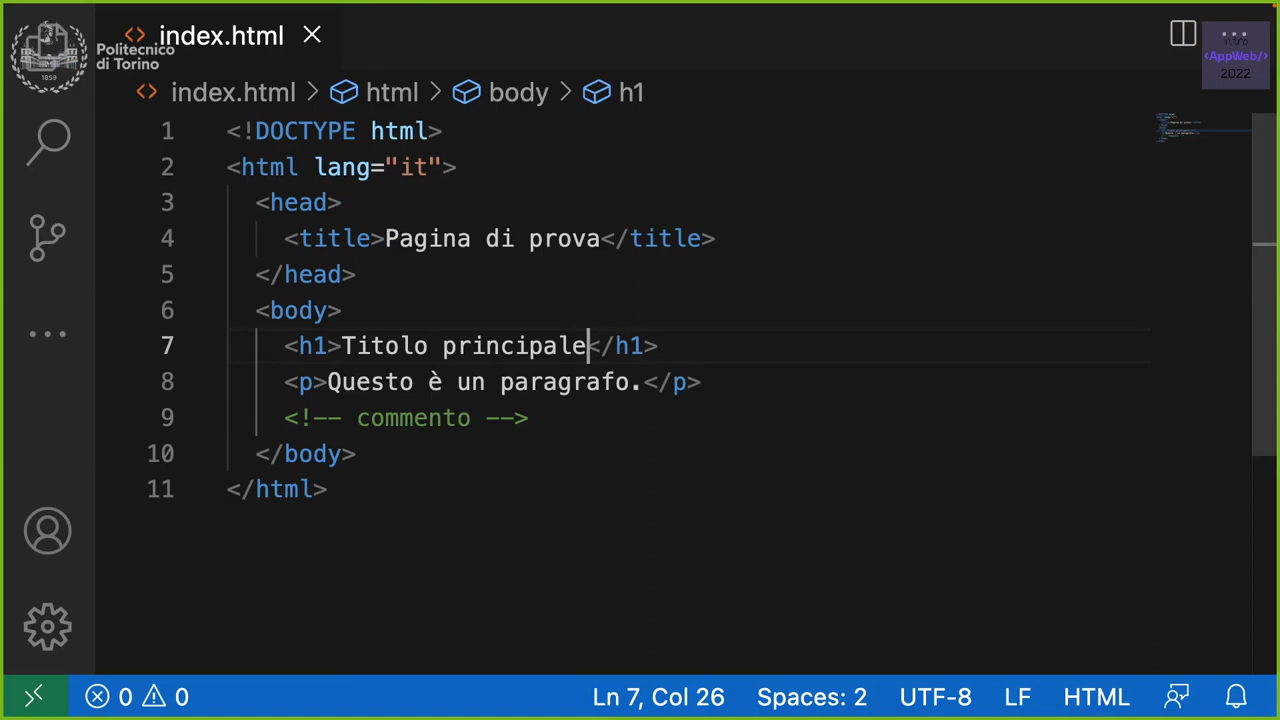 index.html
Politecnico
di Torino
1859
intro
<AppWeb/>
2022
index.html > html > body > h1
1 <!DOCTYPE html>
2 <html lang="it">
3 <head>
4 <title>Pagina di prova</title>
5 </head>
6 <body>
7 <h1>Titolo principale</h1>
8 <p>Questo è un paragrafo.</p>
9 <!-- commento -->
10 </body>
11 </html>
0 0 Ln 7, Col 26 Spaces: 2 UTF-8 LF HTML